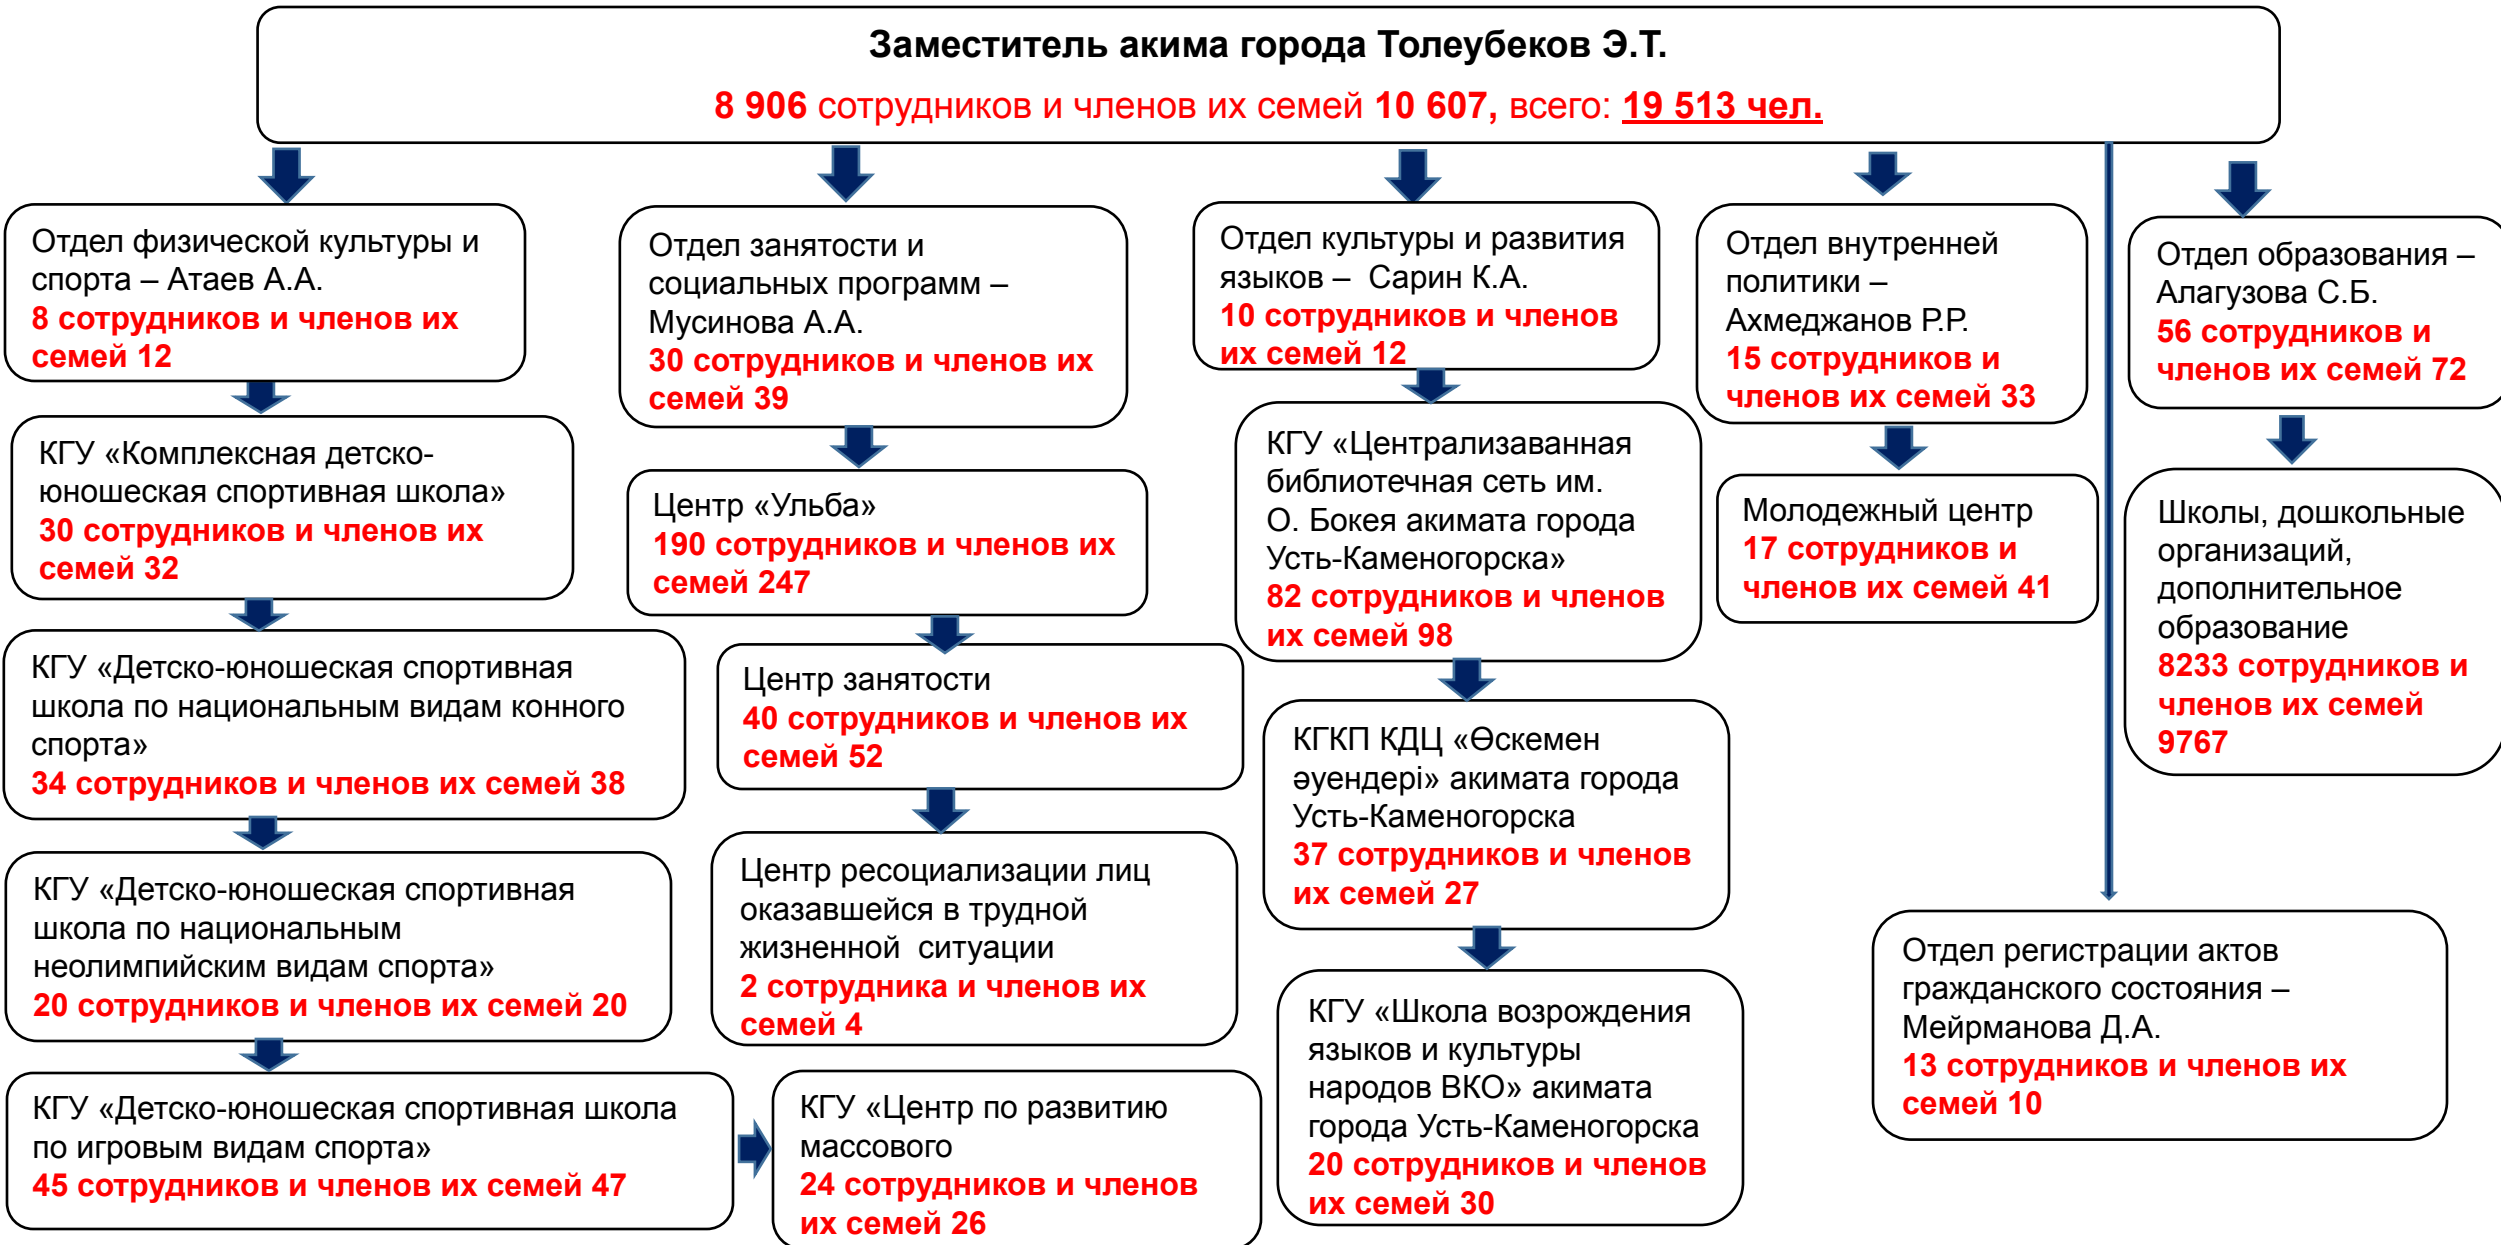 Заместитель акима города Толеубеков Э.Т.
8 906 сотрудников и членов их семей 10 607, всего: 19 513 чел.
Отдел физической культуры и
спорта – Атаев А.А.
8 сотрудников и членов их
семей 12
КГУ «Комплексная детско-
юношеская спортивная школа»
30 сотрудников и членов их
семей 32
КГУ «Детско-юношеская спортивная
школа по национальным видам конного
спорта»
34 сотрудников и членов их семей 38
КГУ «Детско-юношеская спортивная
школа по национальным
неолимпийским видам спорта»
20 сотрудников и членов их семей 20
КГУ «Детско-юношеская спортивная школа
по игровым видам спорта»
45 сотрудников и членов их семей 47
КГУ «Центр по развитию
массового
24 сотрудников и членов
их семей 26
Отдел занятости и
социальных программ –
Мусинова А.А.
30 сотрудников и членов их
семей 39
Центр «Ульба»
190 сотрудников и членов их
семей 247
Центр занятости
40 сотрудников и членов их
семей 52
Центр ресоциализации лиц
оказавшейся в трудной
жизненной ситуации
2 сотрудника и членов их
семей 4
Отдел культуры и развития
языков – Сарин К.А.
10 сотрудников и членов
их семей 12
КГУ «Централизаванная
библиотечная сеть им.
О. Бокея акимата города
Усть-Каменогорска»
82 сотрудников и членов
их семей 98
КГКП КДЦ «Өскемен
әуендері» акимата города
Усть-Каменогорска
37 сотрудников и членов
их семей 27
КГУ «Школа возрождения
языков и культуры
народов ВКО» акимата
города Усть-Каменогорска
20 сотрудников и членов
их семей 30
Отдел внутренней
политики –
Ахмеджанов Р.Р.
15 сотрудников и
членов их семей 33
Молодежный центр
17 сотрудников и
членов их семей 41
Отдел образования –
Алагузова С.Б.
56 сотрудников и
членов их семей 72
Школы, дошкольные
организаций,
дополнительное
образование
8233 сотрудников и
членов их семей
9767
Отдел регистрации актов
гражданского состояния –
Мейрманова Д.А.
13 сотрудников и членов их
семей 10